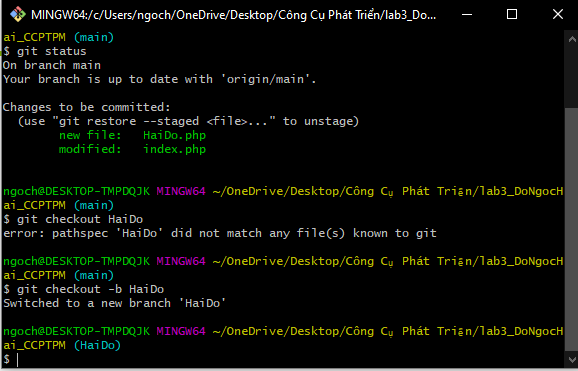 MINGW64:/c/Users/ngoch/OneDrive/Desktop/Công Cụ Phát Triển/lab3_Do...
ai_CCPTPM (main)
$ git status
On branch main
Your branch is up to date with 'origin/main'.
Changes to be committed:
(use "git restore --staged <file>..." to unstage)
new file:   HaiDo.php
modified:   index.php
ngoch@DESKTOP-TMPDQJK MINGW64 ~/OneDrive/Desktop/Công Cụ Phát Triển/lab3_DoNgocH
ai_CCPTPM (main)
$ git checkout HaiDo
error: pathspec 'HaiDo' did not match any file(s) known to git
ngoch@DESKTOP-TMPDQJK MINGW64 ~/OneDrive/Desktop/Công Cụ Phát Triển/lab3_DoNgocH
ai_CCPTPM (main)
$ git checkout -b HaiDo
Switched to a new branch 'HaiDo'
ngoch@DESKTOP-TMPDQJK MINGW64 ~/OneDrive/Desktop/Công Cụ Phát Triển/lab3_DoNgocH
ai_CCPTPM (HaiDo)
$